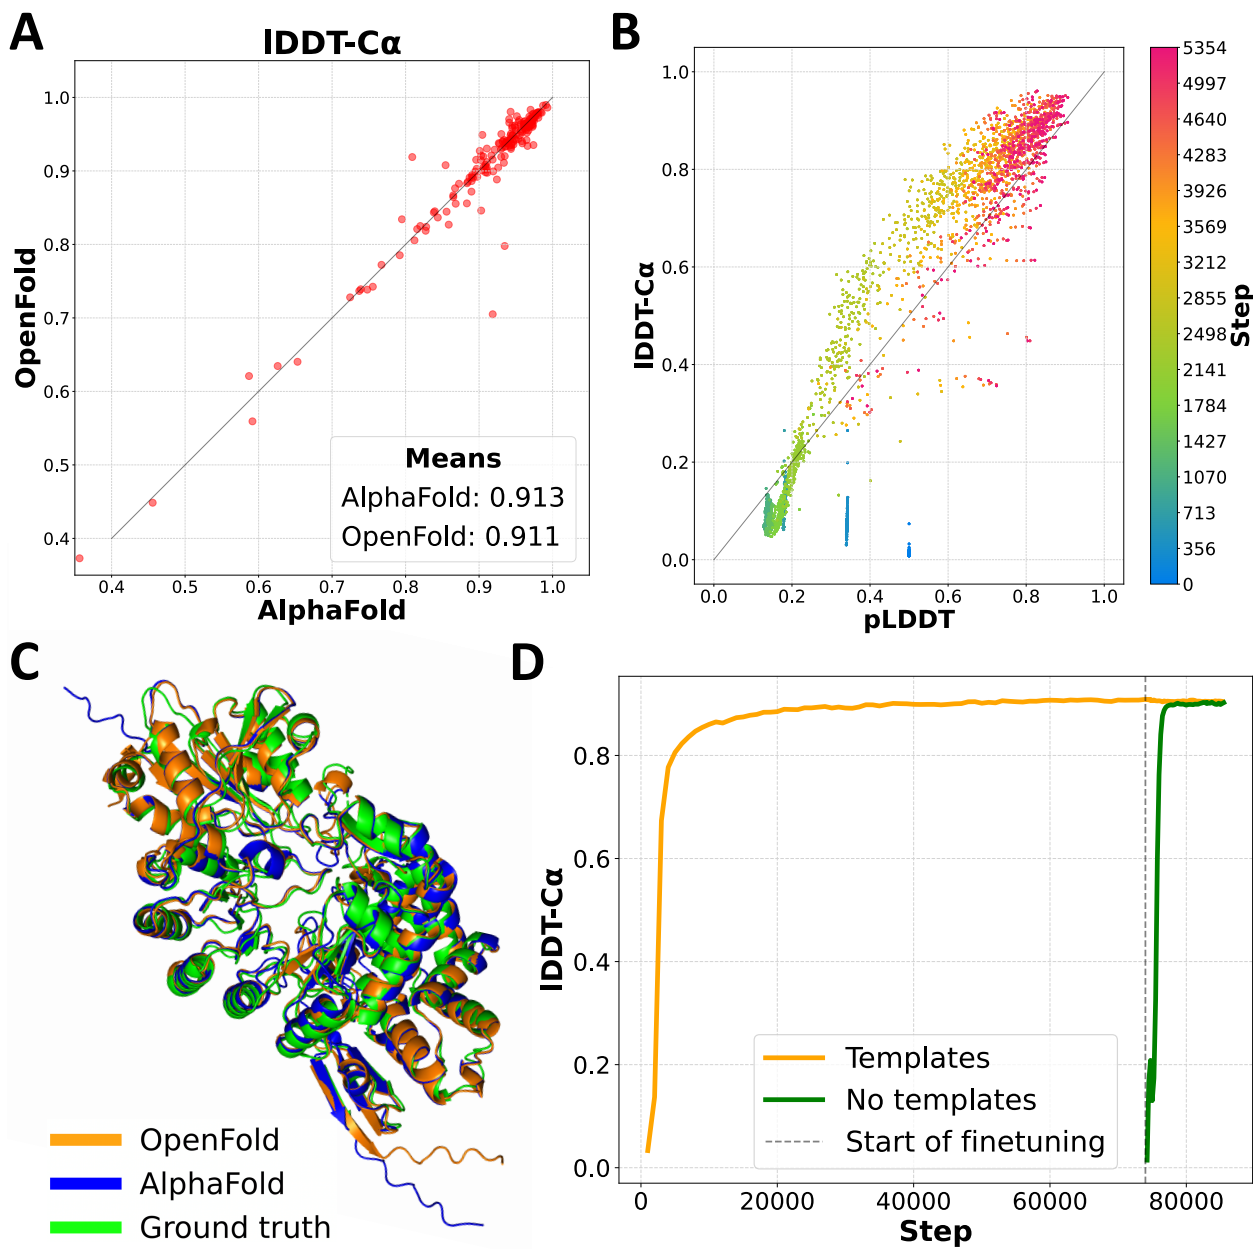 A
lDDT-Cα
1.0
0.9
0.8
0.7
0.6
0.5
0.4
OpenFold
Means
AlphaFold: 0.913
OpenFold: 0.911
0.4 0.5 0.6 0.7 0.8 0.9 1.0
AlphaFold
B
1.0
0.8
0.6
0.4
0.2
0.0
lDDT-Cα
0.0 0.2 0.4 0.6 0.8 1.0
pLDDT
5354
4997
4640
4283
3926
3569
3212
2855
2498
2141
1784
1427
1070
713
356
0
Step
C
OpenFold
AlphaFold
Ground truth
D
0.8
0.6
0.4
0.2
0.0
lDDT-Cα
Templates
No templates
Start of finetuning
0 20000 40000 60000 80000
Step